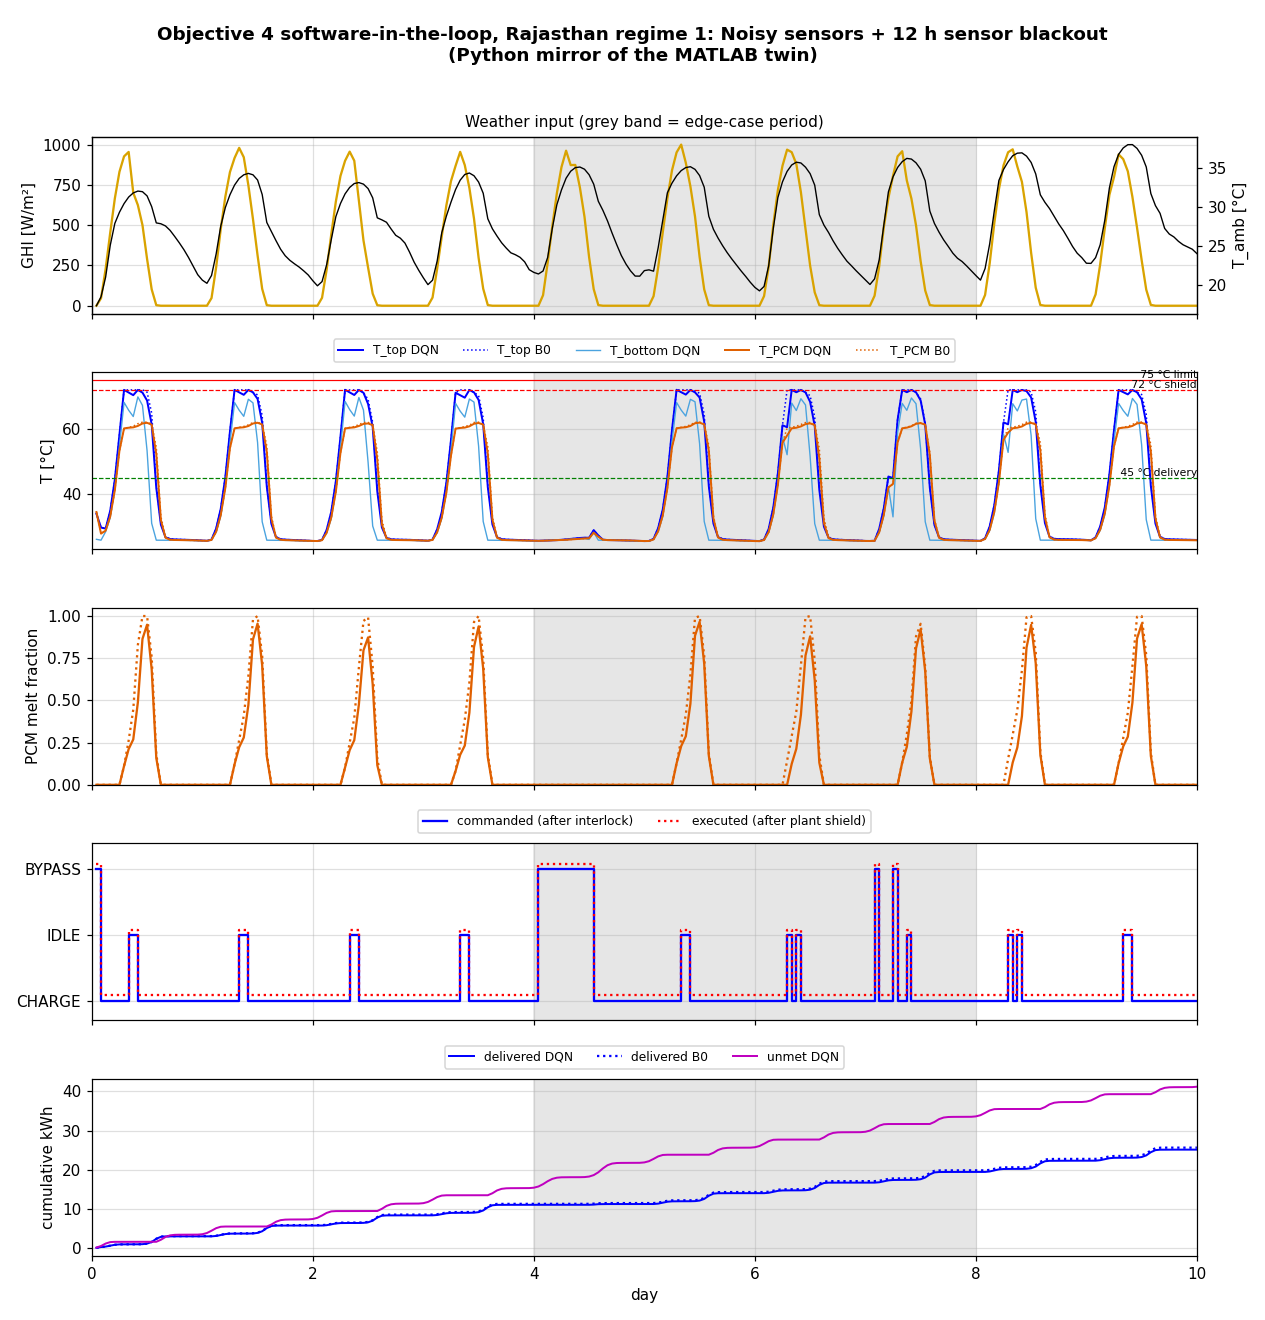 Objective 4 software-in-the-loop, Rajasthan regime 1: Noisy sensors + 12 h sensor blackout
(Python mirror of the MATLAB twin)
Weather input (grey band = edge-case period)
GHI [W/m²]
1000
750
500
250
0
T_amb [°C]
35
30
25
20
T_top DQN
T_top B0
T_bottom DQN
T_PCM DQN
T_PCM B0
T [°C]
60
40
75 °C limit
72 °C shield
45 °C delivery
PCM melt fraction
1.00
0.75
0.50
0.25
0.00
commanded (after interlock)
executed (after plant shield)
BYPASS
IDLE
CHARGE
delivered DQN
delivered B0
unmet DQN
cumulative kWh
40
30
20
10
0
0
2
4
6
8
10
day